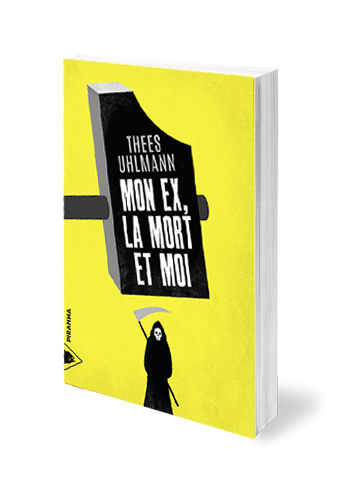 THEES
UHLMANN
MON EX,
LA MORT
ET MOI
PIRANHA